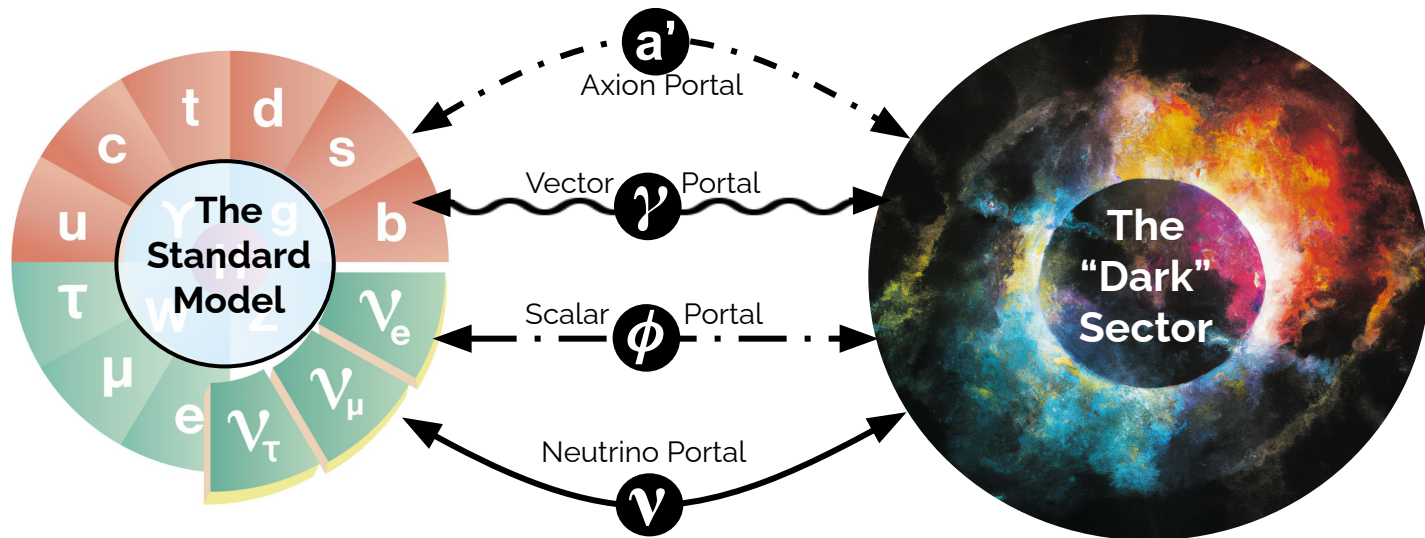 t
d
c
s
u
b
γ
g
H
The
Standard
Model
W
Z
τ
μ
e
ντ
νμ
νe
a'
Axion Portal
Vector γ Portal
Scalar ϕ Portal
Neutrino Portal
ν
The
“Dark”
Sector